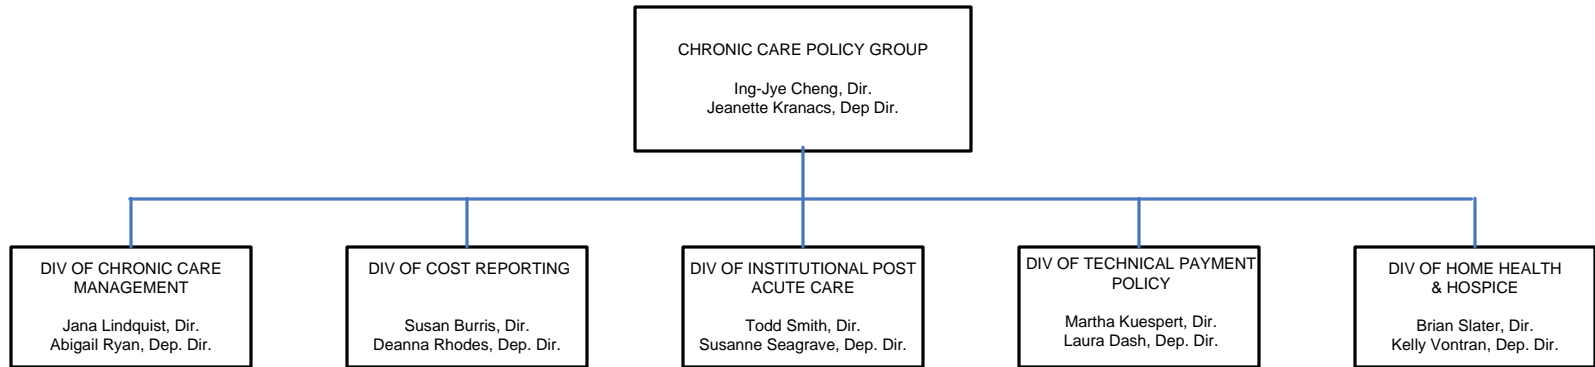 CHRONIC CARE POLICY GROUP
Ing-Jye Cheng, Dir.
Jeanette Kranacs, Dep Dir.
DIV OF CHRONIC CARE
MANAGEMENT
Jana Lindquist, Dir.
Abigail Ryan, Dep. Dir.
DIV OF COST REPORTING
Susan Burris, Dir.
Deanna Rhodes, Dep. Dir.
DIV OF INSTITUTIONAL POST
ACUTE CARE
Todd Smith, Dir.
Susanne Seagrave, Dep. Dir.
DIV OF TECHNICAL PAYMENT
POLICY
Martha Kuespert, Dir.
Laura Dash, Dep. Dir.
DIV OF HOME HEALTH
& HOSPICE
Brian Slater, Dir.
Kelly Vontran, Dep. Dir.